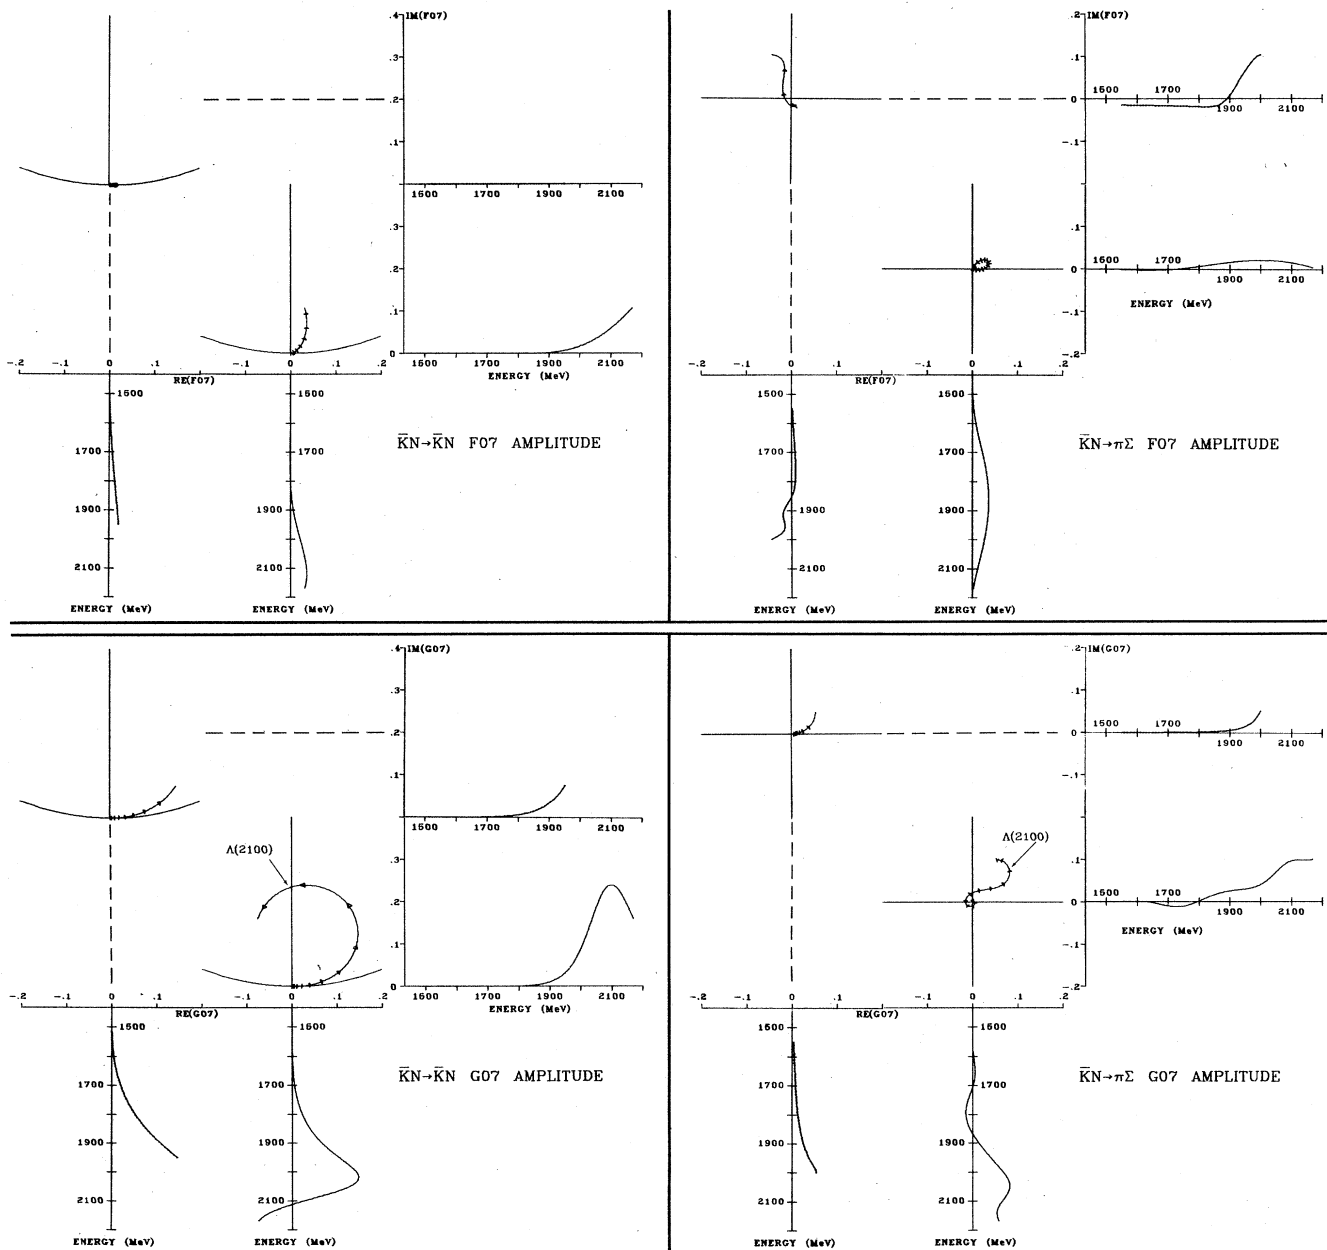 .4 IM(F07)
.3
.2
.1
1500 1700 1900 2100
.3
.2
.1
0
1500 1700 1900 2100
ENERGY (MeV)
-.2 -.1 0 .1 -.2 -.1 0 .1 .2
RE(F07)
1500 1500
1700 1700
1900 1900
2100 2100
ENERGY (MeV) ENERGY (MeV)
K̄N→K̄N F07 AMPLITUDE
.2 IM(F07)
.1
0
-.1
1500 1700
1900 2100
.1
0
-.1
-.2
1500 1700
1900 2100
ENERGY (MeV)
-.2 -.1 0 .1 -.2 -.1 0 .1 .2
RE(F07)
1500 1500
1700 1700
1900 1900
2100 2100
ENERGY (MeV) ENERGY (MeV)
K̄N→πΣ F07 AMPLITUDE
.4 IM(G07)
.3
.2
.1
0
1500 1700 1900 2100
Λ(2100)
.3
.2
.1
0
1500 1700 1900 2100
ENERGY (MeV)
-.2 -.1 0 .1 -.2 -.1 0 .1 .2
RE(G07)
1500 1500
1700 1700
1900 1900
2100 2100
ENERGY (MeV) ENERGY (MeV)
K̄N→K̄N G07 AMPLITUDE
.2 IM(G07)
.1
0
-.1
1500 1700
1900 2100
Λ(2100)
.1
0
-.1
-.2
1500 1700
1900 2100
ENERGY (MeV)
-.2 -.1 0 .1 -.2 -.1 0 .1 .2
RE(G07)
1500 1500
1700 1700
1900 1900
2100 2100
ENERGY (MeV) ENERGY (MeV)
K̄N→πΣ G07 AMPLITUDE